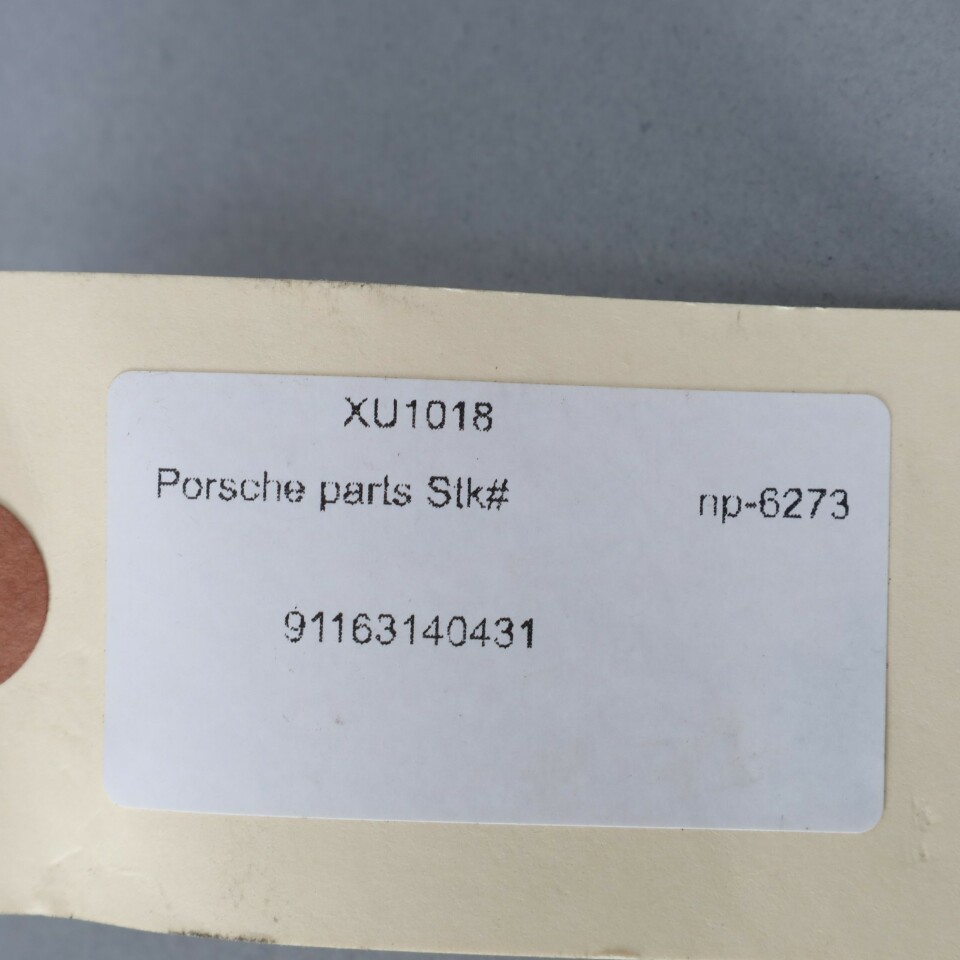 XU1018
Porsche parts Stk# np-6273
91163140431